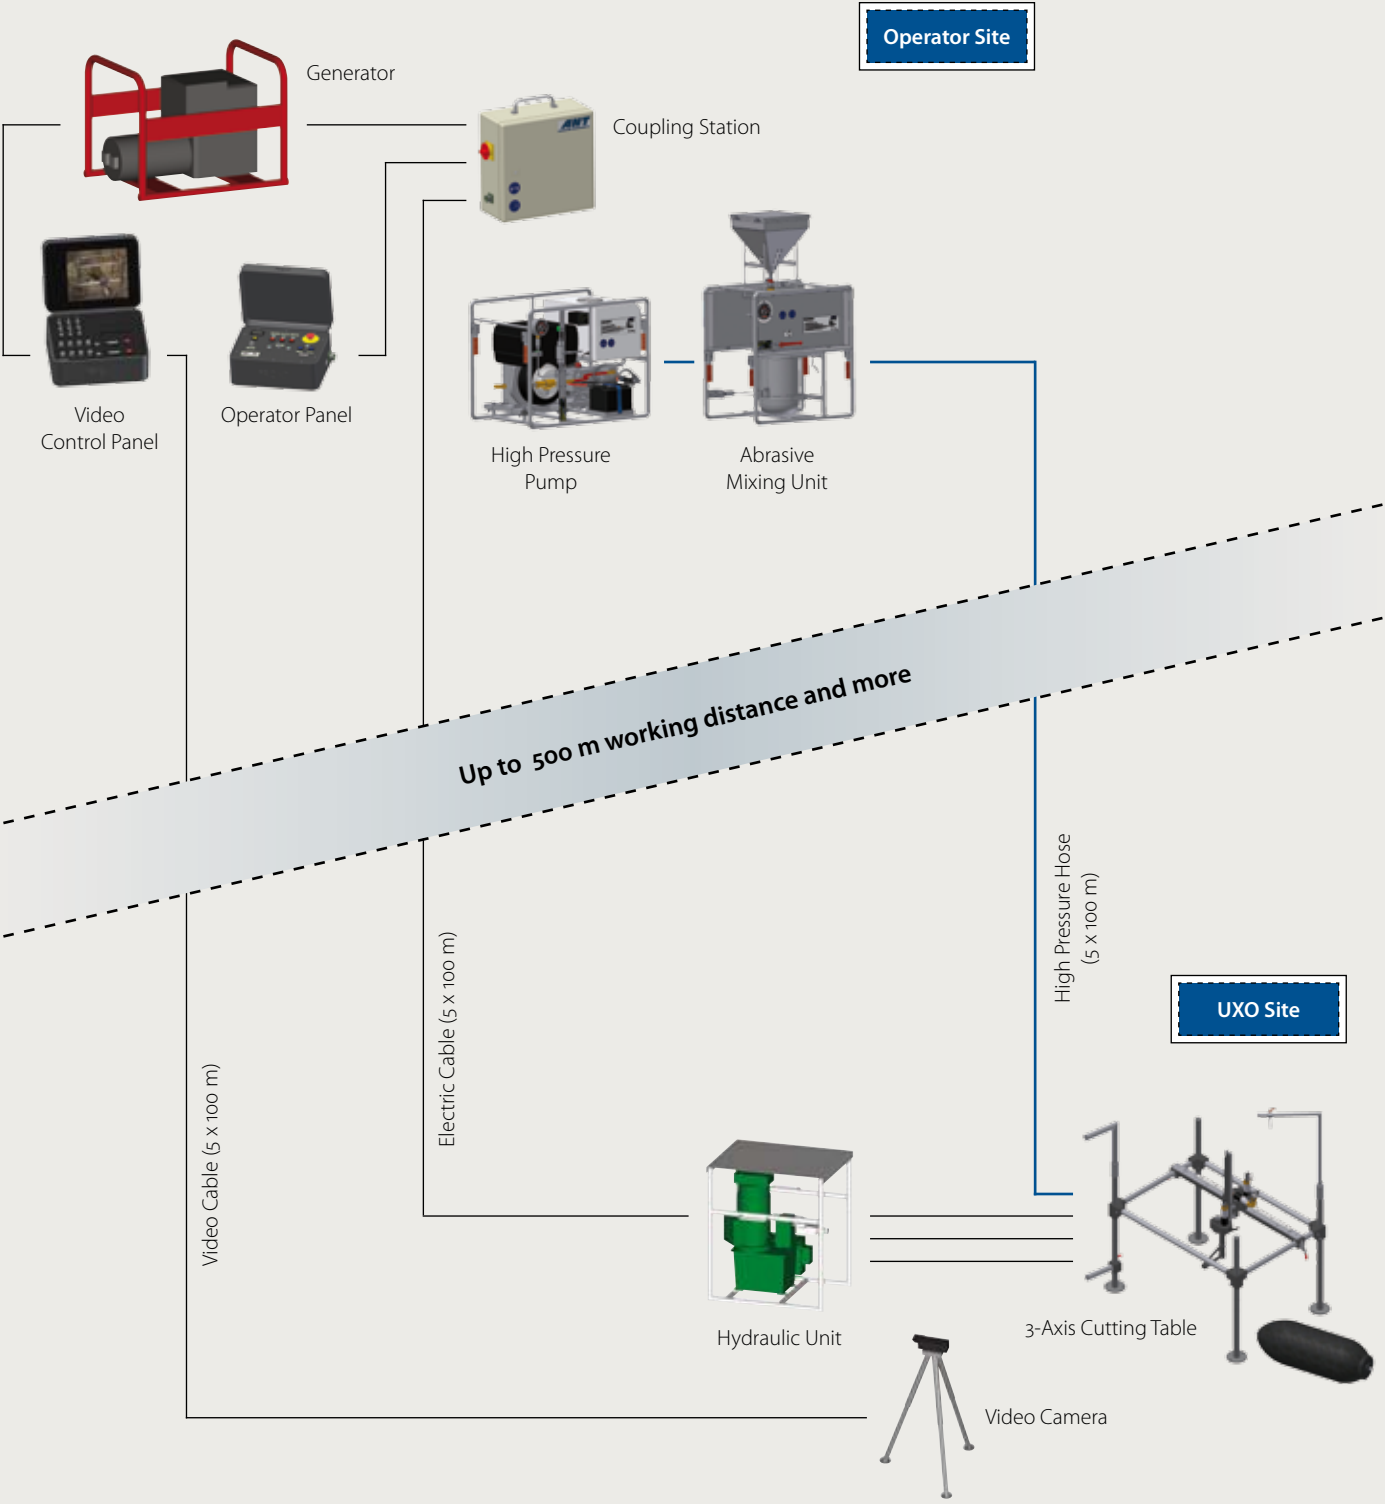 Operator Site
Generator
ANT
Coupling Station
Video
Control Panel
Operator Panel
High Pressure
Pump
Abrasive
Mixing Unit
Up to 500 m working distance and more
High Pressure Hose
(5 x 100 m)
Electric Cable (5 x 100 m)
UXO Site
Video Cable (5 x 100 m)
Hydraulic Unit
3-Axis Cutting Table
Video Camera